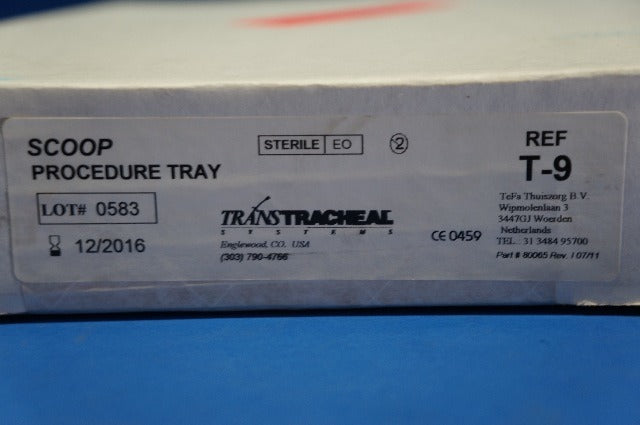 SCOOP
PROCEDURE TRAY
LOT# 0583
12/2016
STERILE EO
2
TRANSTRACHEAL
SYSTEMS
Englewood, CO. USA
(303) 790-4766
CE 0459
REF
T-9
TeFa Thuiszorg B.V.
Wipmolenlaan 3
3447GJ Woerden
Netherlands
TEL.: 31 3484 95700
Part # 80065 Rev. I 07/11